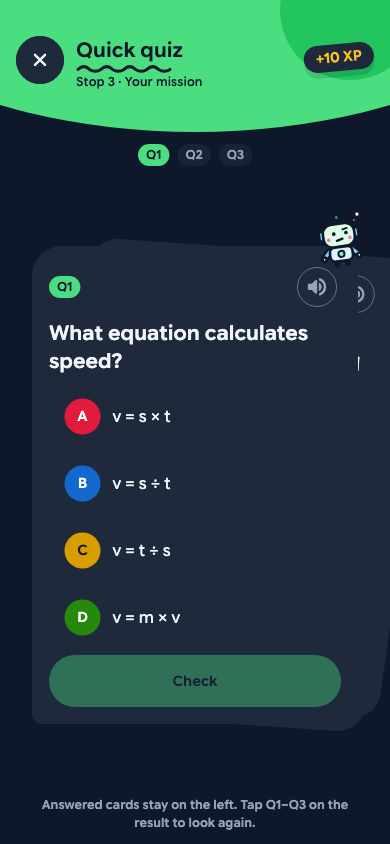 Quick quiz
+10 XP
Stop 3 · Your mission
Q1 Q2 Q3
Q1
What equation calculates
speed?
A v = s × t
B v = s ÷ t
C v = t ÷ s
D v = m × v
Check
Answered cards stay on the left. Tap Q1–Q3 on the
result to look again.